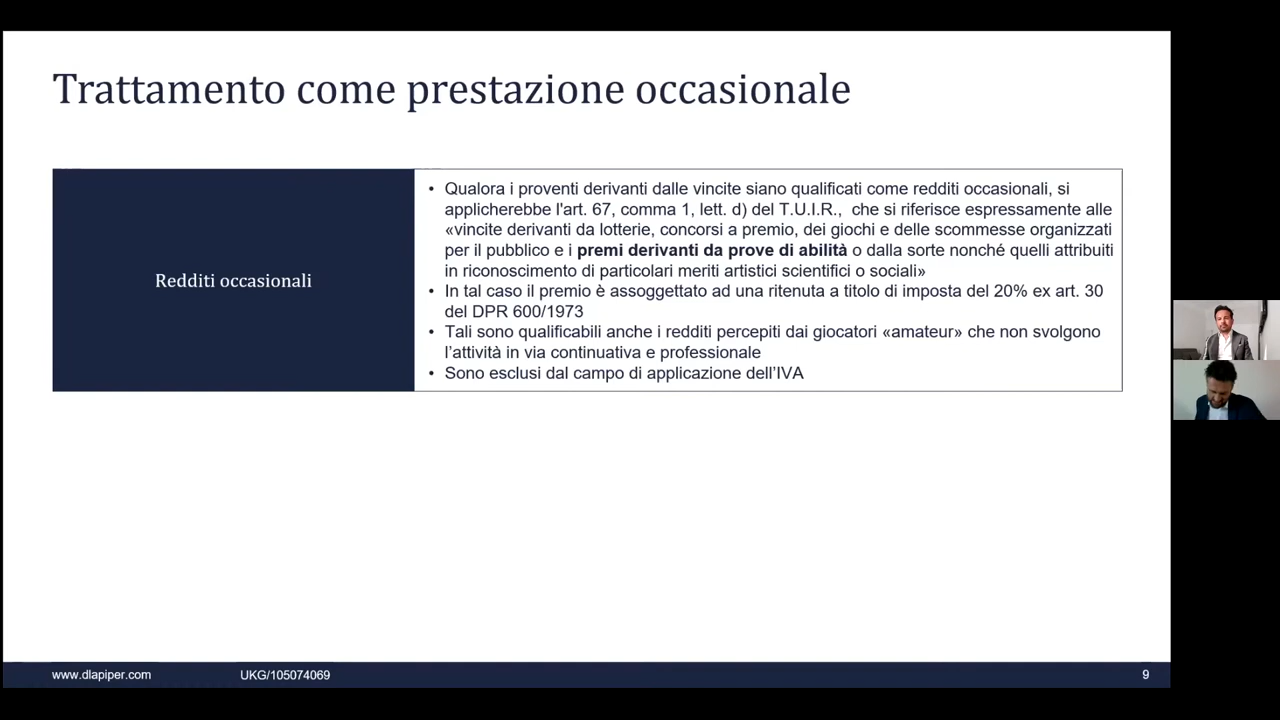 Trattamento come prestazione occasionale
Redditi occasionali
• Qualora i proventi derivanti dalle vincite siano qualificati come redditi occasionali, si
applicherebbe l'art. 67, comma 1, lett. d) del T.U.I.R., che si riferisce espressamente alle
«vincite derivanti da lotterie, concorsi a premio, dei giochi e delle scommesse organizzati
per il pubblico e i premi derivanti da prove di abilità o dalla sorte nonché quelli attribuiti
in riconoscimento di particolari meriti artistici scientifici o sociali»
• In tal caso il premio è assoggettato ad una ritenuta a titolo di imposta del 20% ex art. 30
del DPR 600/1973
• Tali sono qualificabili anche i redditi percepiti dai giocatori «amateur» che non svolgono
l’attività in via continuativa e professionale
• Sono esclusi dal campo di applicazione dell’IVA
www.dlapiper.com
UKG/105074069
9